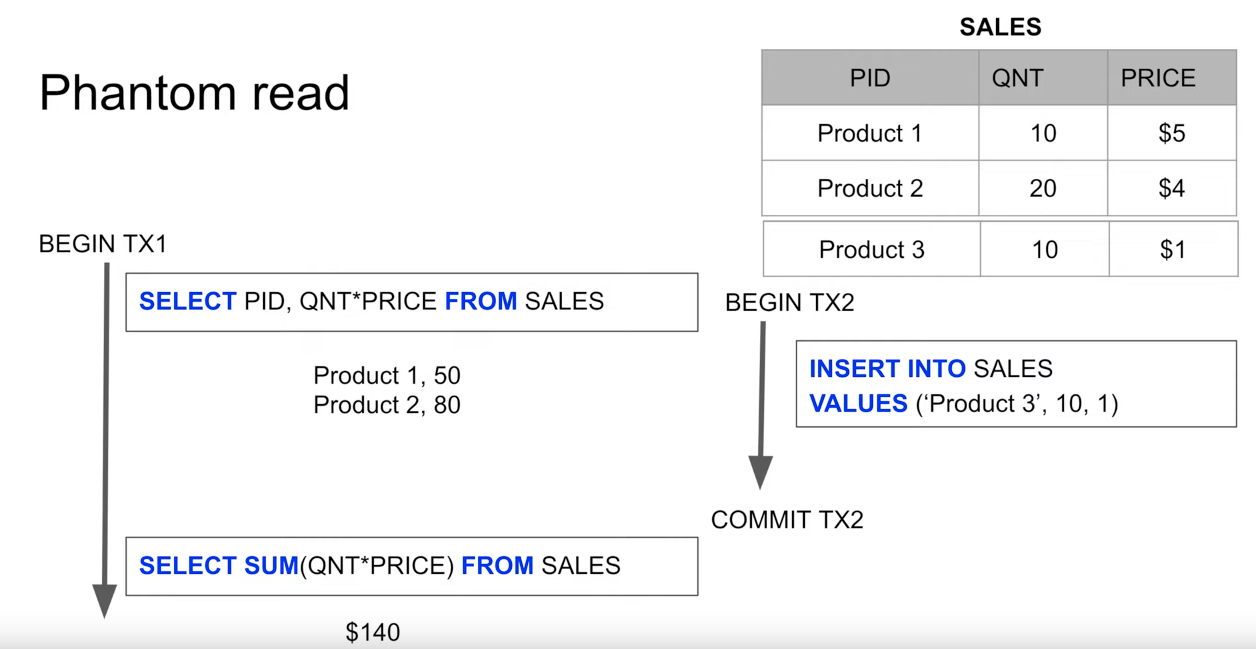 Phantom read
SALES
PID QNT PRICE
Product 1 10 $5
Product 2 20 $4
Product 3 10 $1
BEGIN TX1
SELECT PID, QNT*PRICE FROM SALES
Product 1, 50
Product 2, 80
BEGIN TX2
INSERT INTO SALES
VALUES (‘Product 3’, 10, 1)
COMMIT TX2
SELECT SUM(QNT*PRICE) FROM SALES
$140